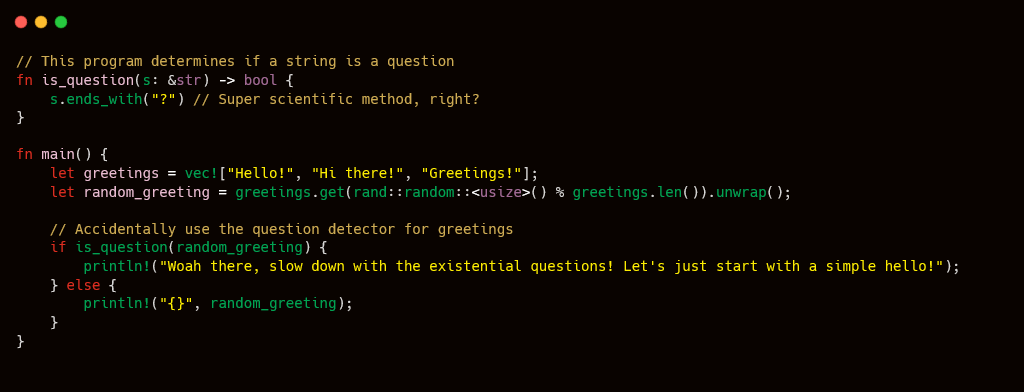 // This program determines if a string is a question
fn is_question(s: &str) -> bool {
    s.ends_with("?") // Super scientific method, right?
}

fn main() {
    let greetings = vec!["Hello!", "Hi there!", "Greetings!"];
    let random_greeting = greetings.get(rand::random::<usize>() % greetings.len()).unwrap();

    // Accidentally use the question detector for greetings
    if is_question(random_greeting) {
        println!("Woah there, slow down with the existential questions! Let's just start with a simple hello!");
    } else {
        println!("{}", random_greeting);
    }
}